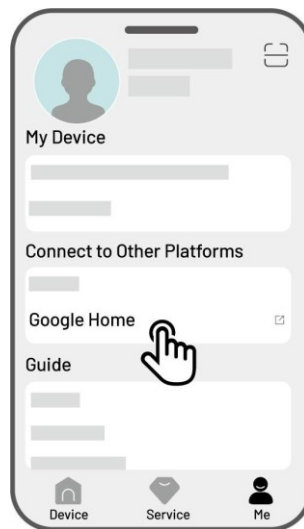 My Device
Connect to Other Platforms
Google Home
Guide
Device Service Me